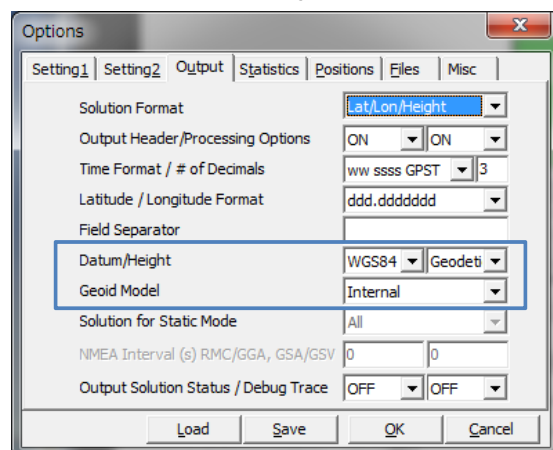 Options
Setting1 Setting2 Output Statistics Positions Files Misc
Solution Format Lat/Lon/Height
Output Header/Processing Options ON ON
Time Format / # of Decimals ww ssss GPST 3
Latitude / Longitude Format ddd.ddddddd
Field Separator
Datum/Height WGS84 Geodeti
Geoid Model Internal
Solution for Static Mode All
NMEA Interval (s) RMC/GGA, GSA/GSV 0 0
Output Solution Status / Debug Trace OFF OFF
Load Save OK Cancel